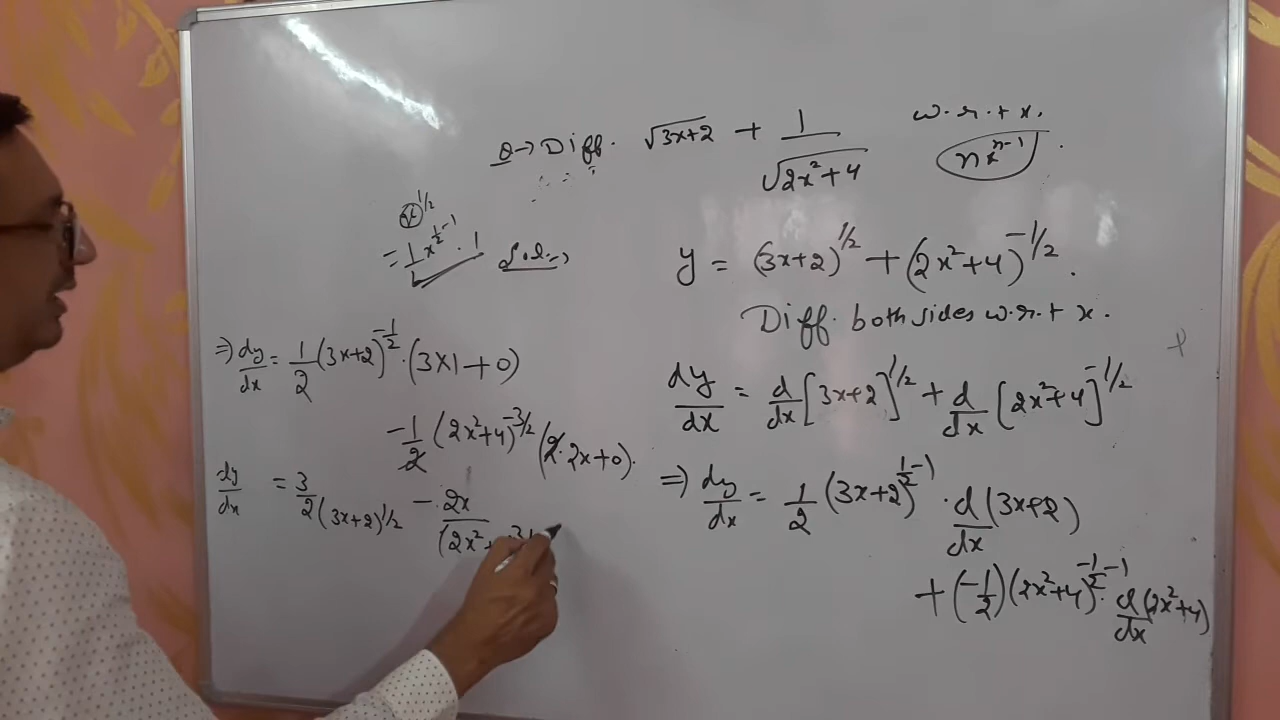 Q→ Diff. √3x+2 + 1/√2x²+4 w.r.t x.
nxⁿ⁻¹ .
(x)^1/2
= 1/2 x^(1/2-1) . 1
Sol.→
y = (3x+2)^1/2 + (2x²+4)^-1/2 .
Diff. both sides w.r.t x.
dy/dx = d/dx [3x+2]^1/2 + d/dx [2x²+4]^-1/2
⇒ dy/dx = 1/2 (3x+2)^(1/2-1) . d/dx (3x+2)
+ (-1/2) (2x²+4)^(-1/2-1) . d/dx (2x²+4)
⇒ dy/dx = 1/2 (3x+2)^-1/2 . (3x1+0)
- 1/2 (2x²+4)^-3/2 (2.2x+0).
dy/dx = 3/2(3x+2)^1/2 - 2x/(2x²+